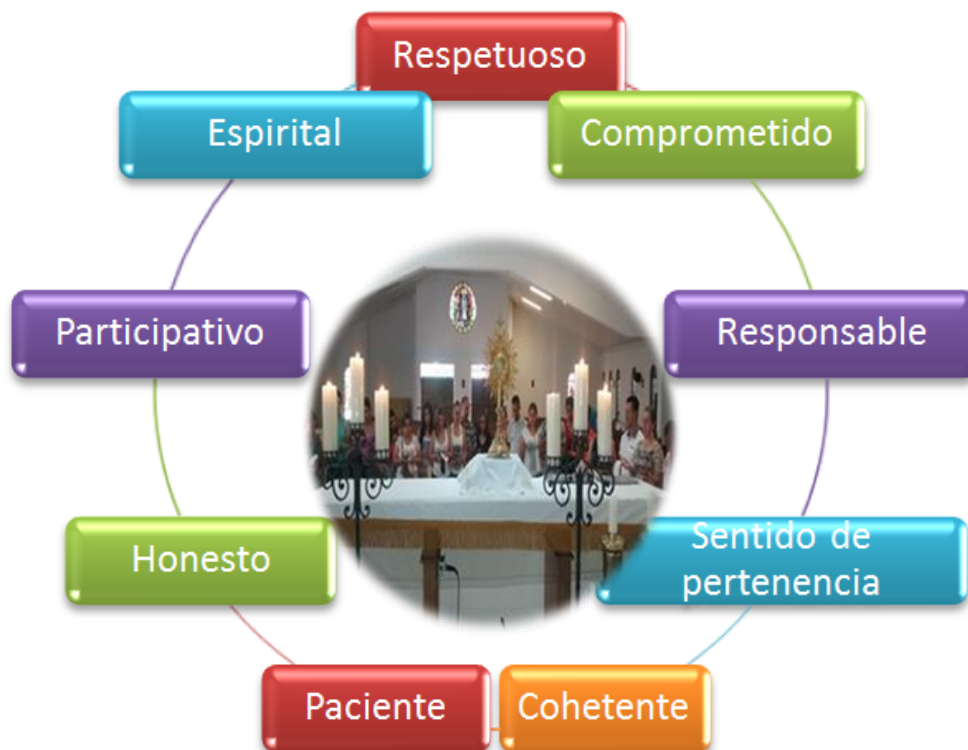 Respetuoso
Comprometido
Responsable
Sentido de
pertenencia
Cohetente
Paciente
Honesto
Participativo
Espirital